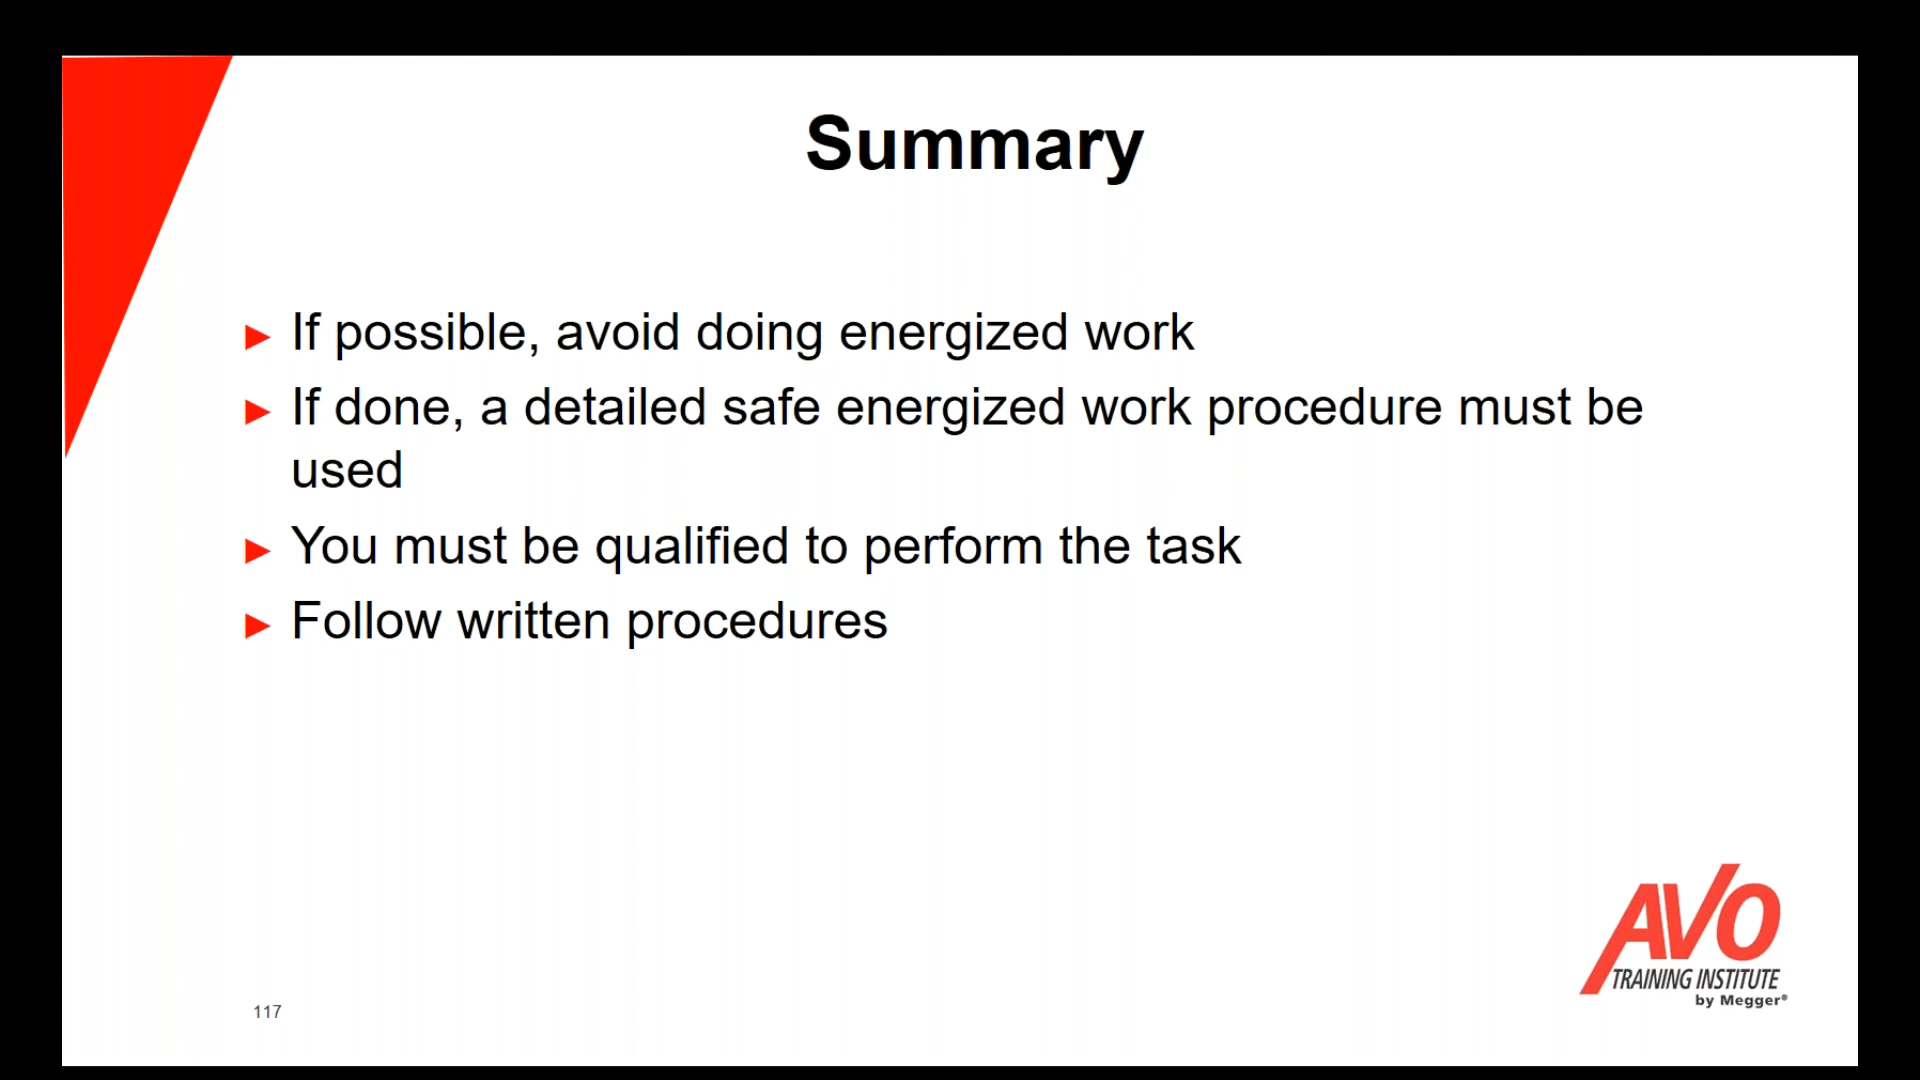 Summary
► If possible, avoid doing energized work
► If done, a detailed safe energized work procedure must be
used
► You must be qualified to perform the task
► Follow written procedures
AVO
TRAINING INSTITUTE
by Megger®
117